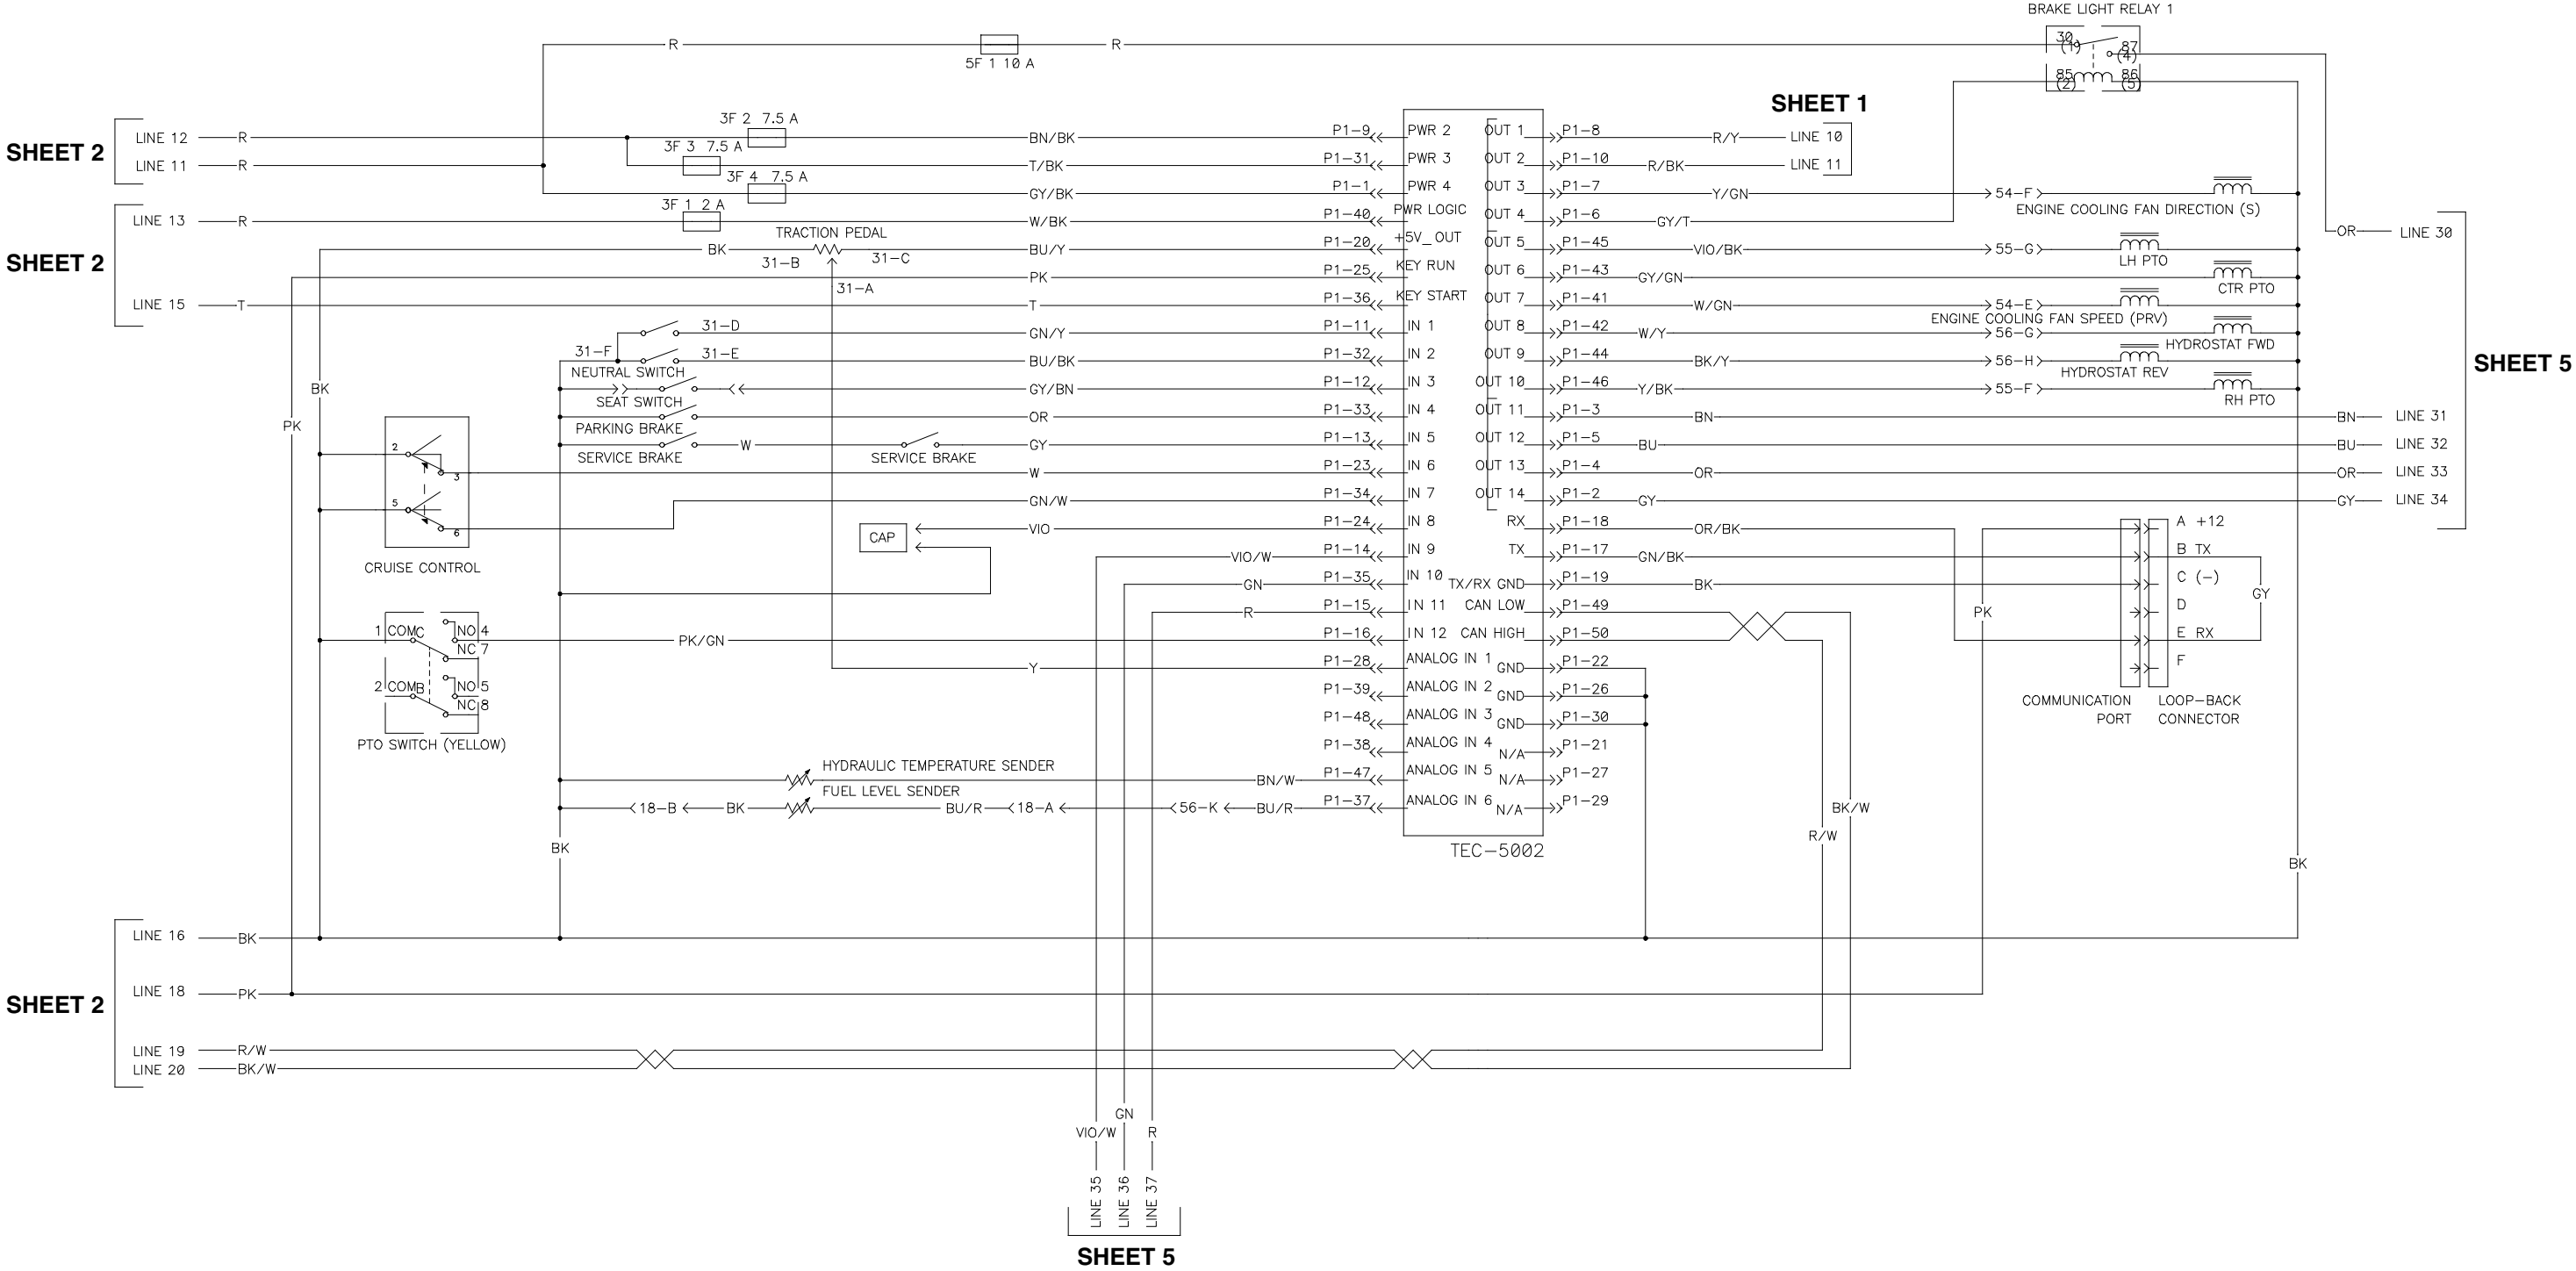 BRAKE LIGHT RELAY 1
R
5F 1 10 A
R
30 (1)
87 (4)
85 (2)
86 (5)
SHEET 2
LINE 12 R
LINE 11 R
3F 2 7.5 A
3F 3 7.5 A
3F 4 7.5 A
BN/BK P1-9 PWR 2
T/BK P1-31 PWR 3
GY/BK P1-1 PWR 4
SHEET 2
LINE 13 R
3F 1 2 A
W/BK P1-40 PWR LOGIC
TRACTION PEDAL
BK 31-B 31-C BU/Y P1-20 +5V_OUT
31-A
PK P1-25 KEY RUN
LINE 15 T T P1-36 KEY START
31-D GN/Y P1-11 IN 1
31-F 31-E BU/BK P1-32 IN 2
NEUTRAL SWITCH
GY/BN P1-12 IN 3
SEAT SWITCH
OR P1-33 IN 4
PARKING BRAKE
W GY P1-13 IN 5
SERVICE BRAKE
SERVICE BRAKE
BK
PK
2
3
5
6
CRUISE CONTROL
W P1-23 IN 6
GN/W P1-34 IN 7
CAP
VIO P1-24 IN 8
VIO/W P1-14 IN 9
GN P1-35 IN 10
R P1-15 IN 11
1 COM C NO 4
NC 7
2 COM B NO 5
NC 8
PTO SWITCH (YELLOW)
PK/GN P1-16 IN 12
Y P1-28 ANALOG IN 1
P1-39 ANALOG IN 2
P1-48 ANALOG IN 3
P1-38 ANALOG IN 4
HYDRAULIC TEMPERATURE SENDER
BN/W P1-47 ANALOG IN 5
FUEL LEVEL SENDER
18-B BK BU/R 18-A 56-K BU/R P1-37 ANALOG IN 6
BK
TEC-5002
SHEET 1
OUT 1 P1-8 R/Y LINE 10
OUT 2 P1-10 R/BK LINE 11
OUT 3 P1-7 Y/GN 54-F
ENGINE COOLING FAN DIRECTION (S)
OUT 4 P1-6 GY/T
OR LINE 30
OUT 5 P1-45 VIO/BK 55-G
LH PTO
OUT 6 P1-43 GY/GN
CTR PTO
OUT 7 P1-41 W/GN 54-E
ENGINE COOLING FAN SPEED (PRV)
OUT 8 P1-42 W/Y 56-G
HYDROSTAT FWD
OUT 9 P1-44 BK/Y 56-H
HYDROSTAT REV
OUT 10 P1-46 Y/BK 55-F
RH PTO
SHEET 5
OUT 11 P1-3 BN BN LINE 31
OUT 12 P1-5 BU BU LINE 32
OUT 13 P1-4 OR OR LINE 33
OUT 14 P1-2 GY GY LINE 34
RX P1-18 OR/BK
TX P1-17 GN/BK
TX/RX GND P1-19 BK
CAN LOW P1-49
CAN HIGH P1-50
GND P1-22
GND P1-26
GND P1-30
N/A P1-21
N/A P1-27
N/A P1-29
A +12
B TX
C (-)
D
E RX
F
GY
PK
COMMUNICATION PORT
LOOP-BACK CONNECTOR
BK/W
R/W
BK
SHEET 2
LINE 16 BK
LINE 18 PK
LINE 19 R/W
LINE 20 BK/W
VIO/W
GN
R
LINE 35
LINE 36
LINE 37
SHEET 5